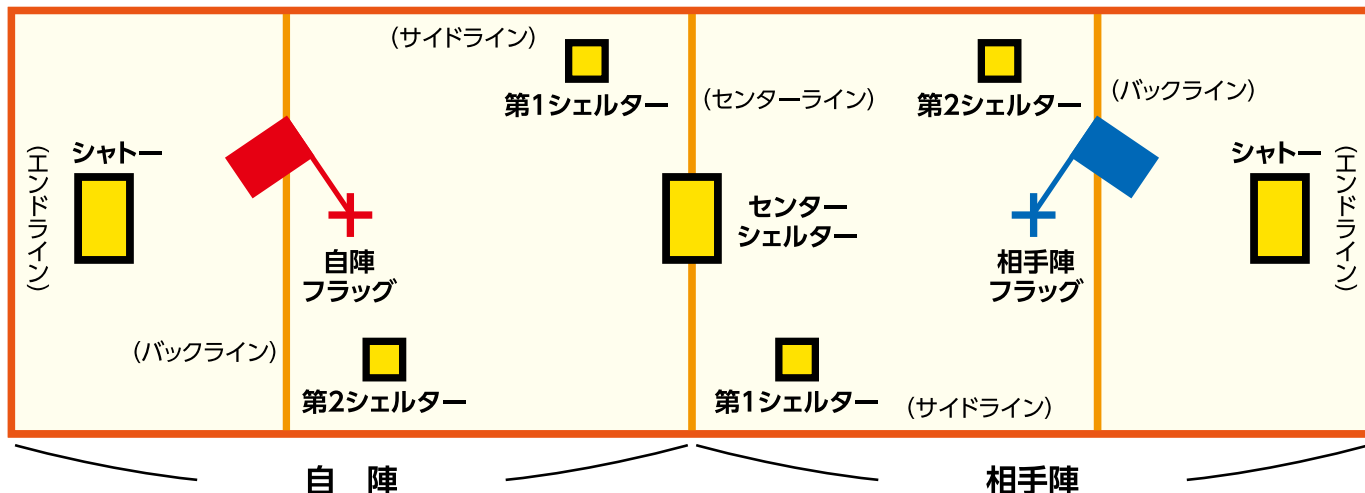 (サイドライン)
第1シェルター
(センターライン)
第2シェルター
(バックライン)
シャトー
(エンドライン)
自陣
フラッグ
センター
シェルター
相手陣
フラッグ
シャトー
(エンドライン)
(バックライン)
第2シェルター
第1シェルター
(サイドライン)
自 陣
相手陣